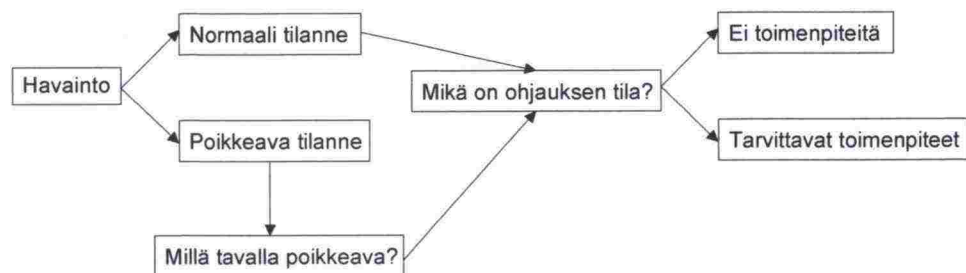 Havainto
Normaali tilanne
Poikkeava tilanne
Millä tavalla poikkeava?
Mikä on ohjauksen tila?
Ei toimenpiteitä
Tarvittavat toimenpiteet